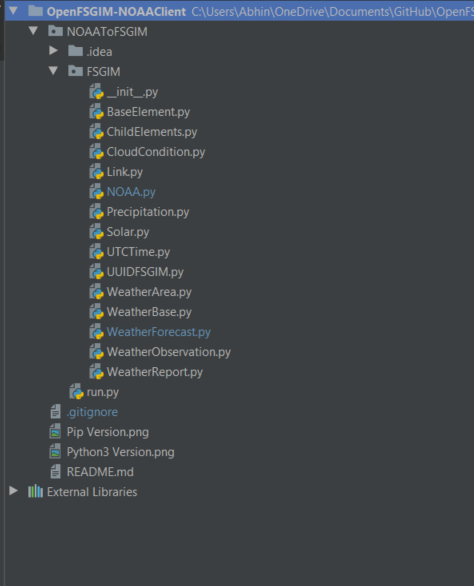 OpenFSGIM-NOAAClient C:\Users\Abhin\OneDrive\Documents\GitHub\OpenFS
NOAAToFSGIM
.idea
FSGIM
__init__.py
BaseElement.py
ChildElements.py
CloudCondition.py
Link.py
NOAA.py
Precipitation.py
Solar.py
UTCTime.py
UUIDFSGIM.py
WeatherArea.py
WeatherBase.py
WeatherForecast.py
WeatherObservation.py
WeatherReport.py
run.py
.gitignore
Pip Version.png
Python3 Version.png
README.md
External Libraries